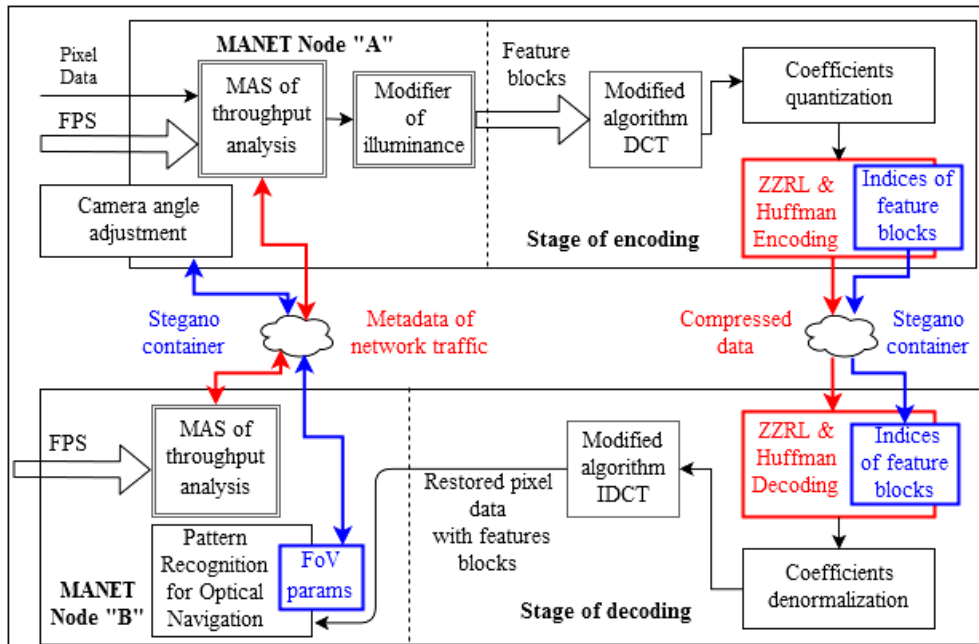 MANET Node "A"
Pixel
Data
FPS
MAS of
throughput
analysis
Modifier
of
illuminance
Camera angle
adjustment
Feature
blocks
Modified
algorithm
DCT
Coefficients
quantization
ZZRL &
Huffman
Encoding
Indices of
feature
blocks
Stage of encoding
Stegano
container
Metadata of
network traffic
Compressed
data
Stegano
container
FPS
MAS of
throughput
analysis
Pattern
Recognition
for Optical
Navigation
FoV
params
MANET
Node "B"
Restored pixel
data
with features
blocks
Modified
algorithm
IDCT
ZZRL &
Huffman
Decoding
Indices
of feature
blocks
Coefficients
denormalization
Stage of decoding